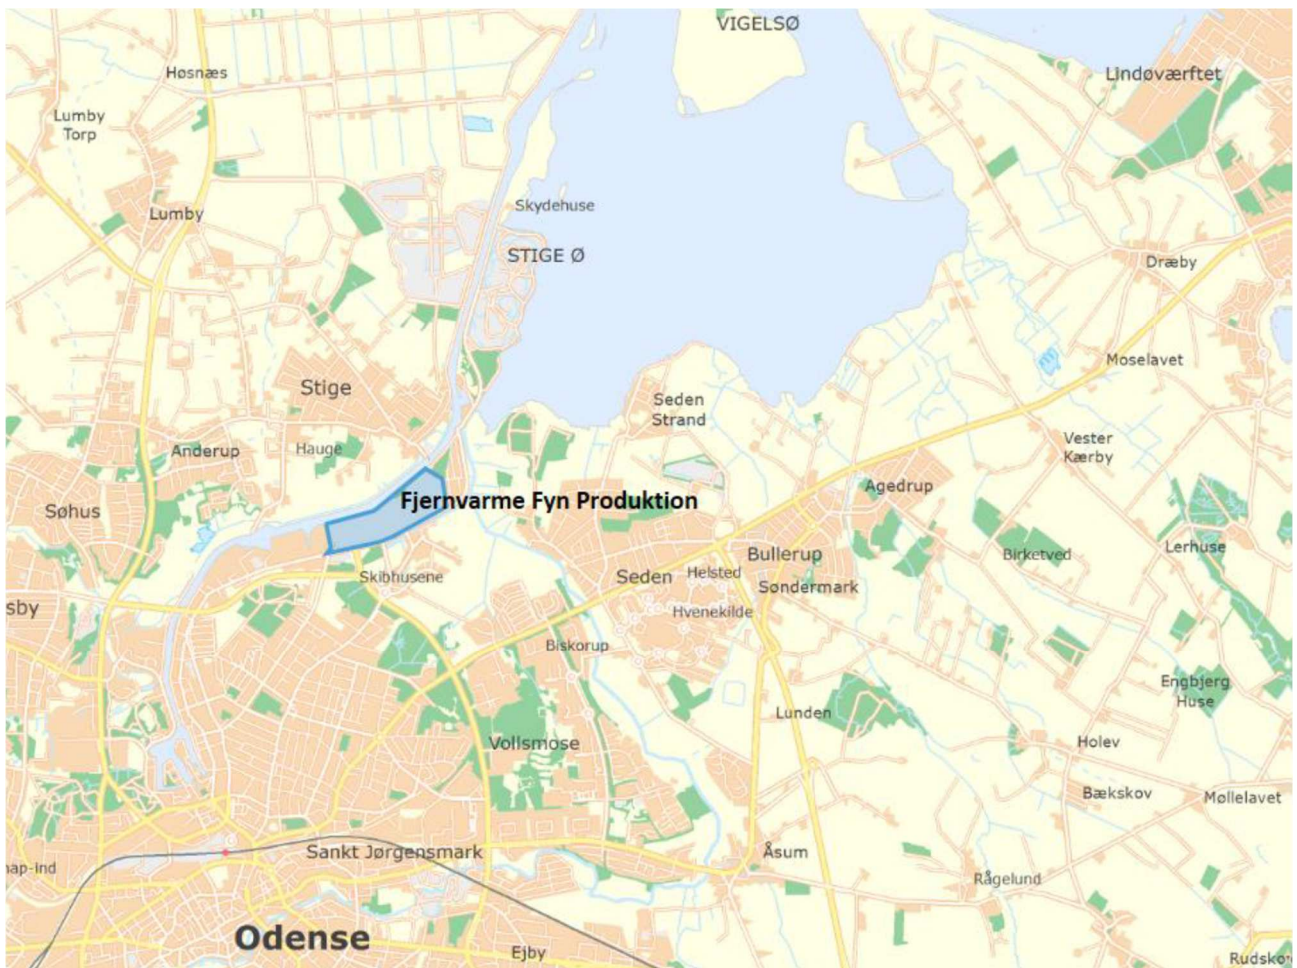 VIGELSØ
Høsnæs
Lindøværftet
Lumby
Torp
Skydehuse
Lumby
STIGE Ø
Dræby
Moselavet
Stige
Seden
Strand
Vester
Kærby
Hauge
Anderup
Agedrup
Fjernvarme Fyn Produktion
Søhus
Lerhuse
Bullerup
Birketved
Helsted
Seden
Skibhusene
Søndermark
sby
Hvenekilde
Biskorup
Engbjerg
Huse
Lunden
Vollsmose
Holev
Bækskov
Møllelavet
Sankt Jørgensmark
Åsum
nap-ind
Rågelund
Odense
Ejby
Rudsko